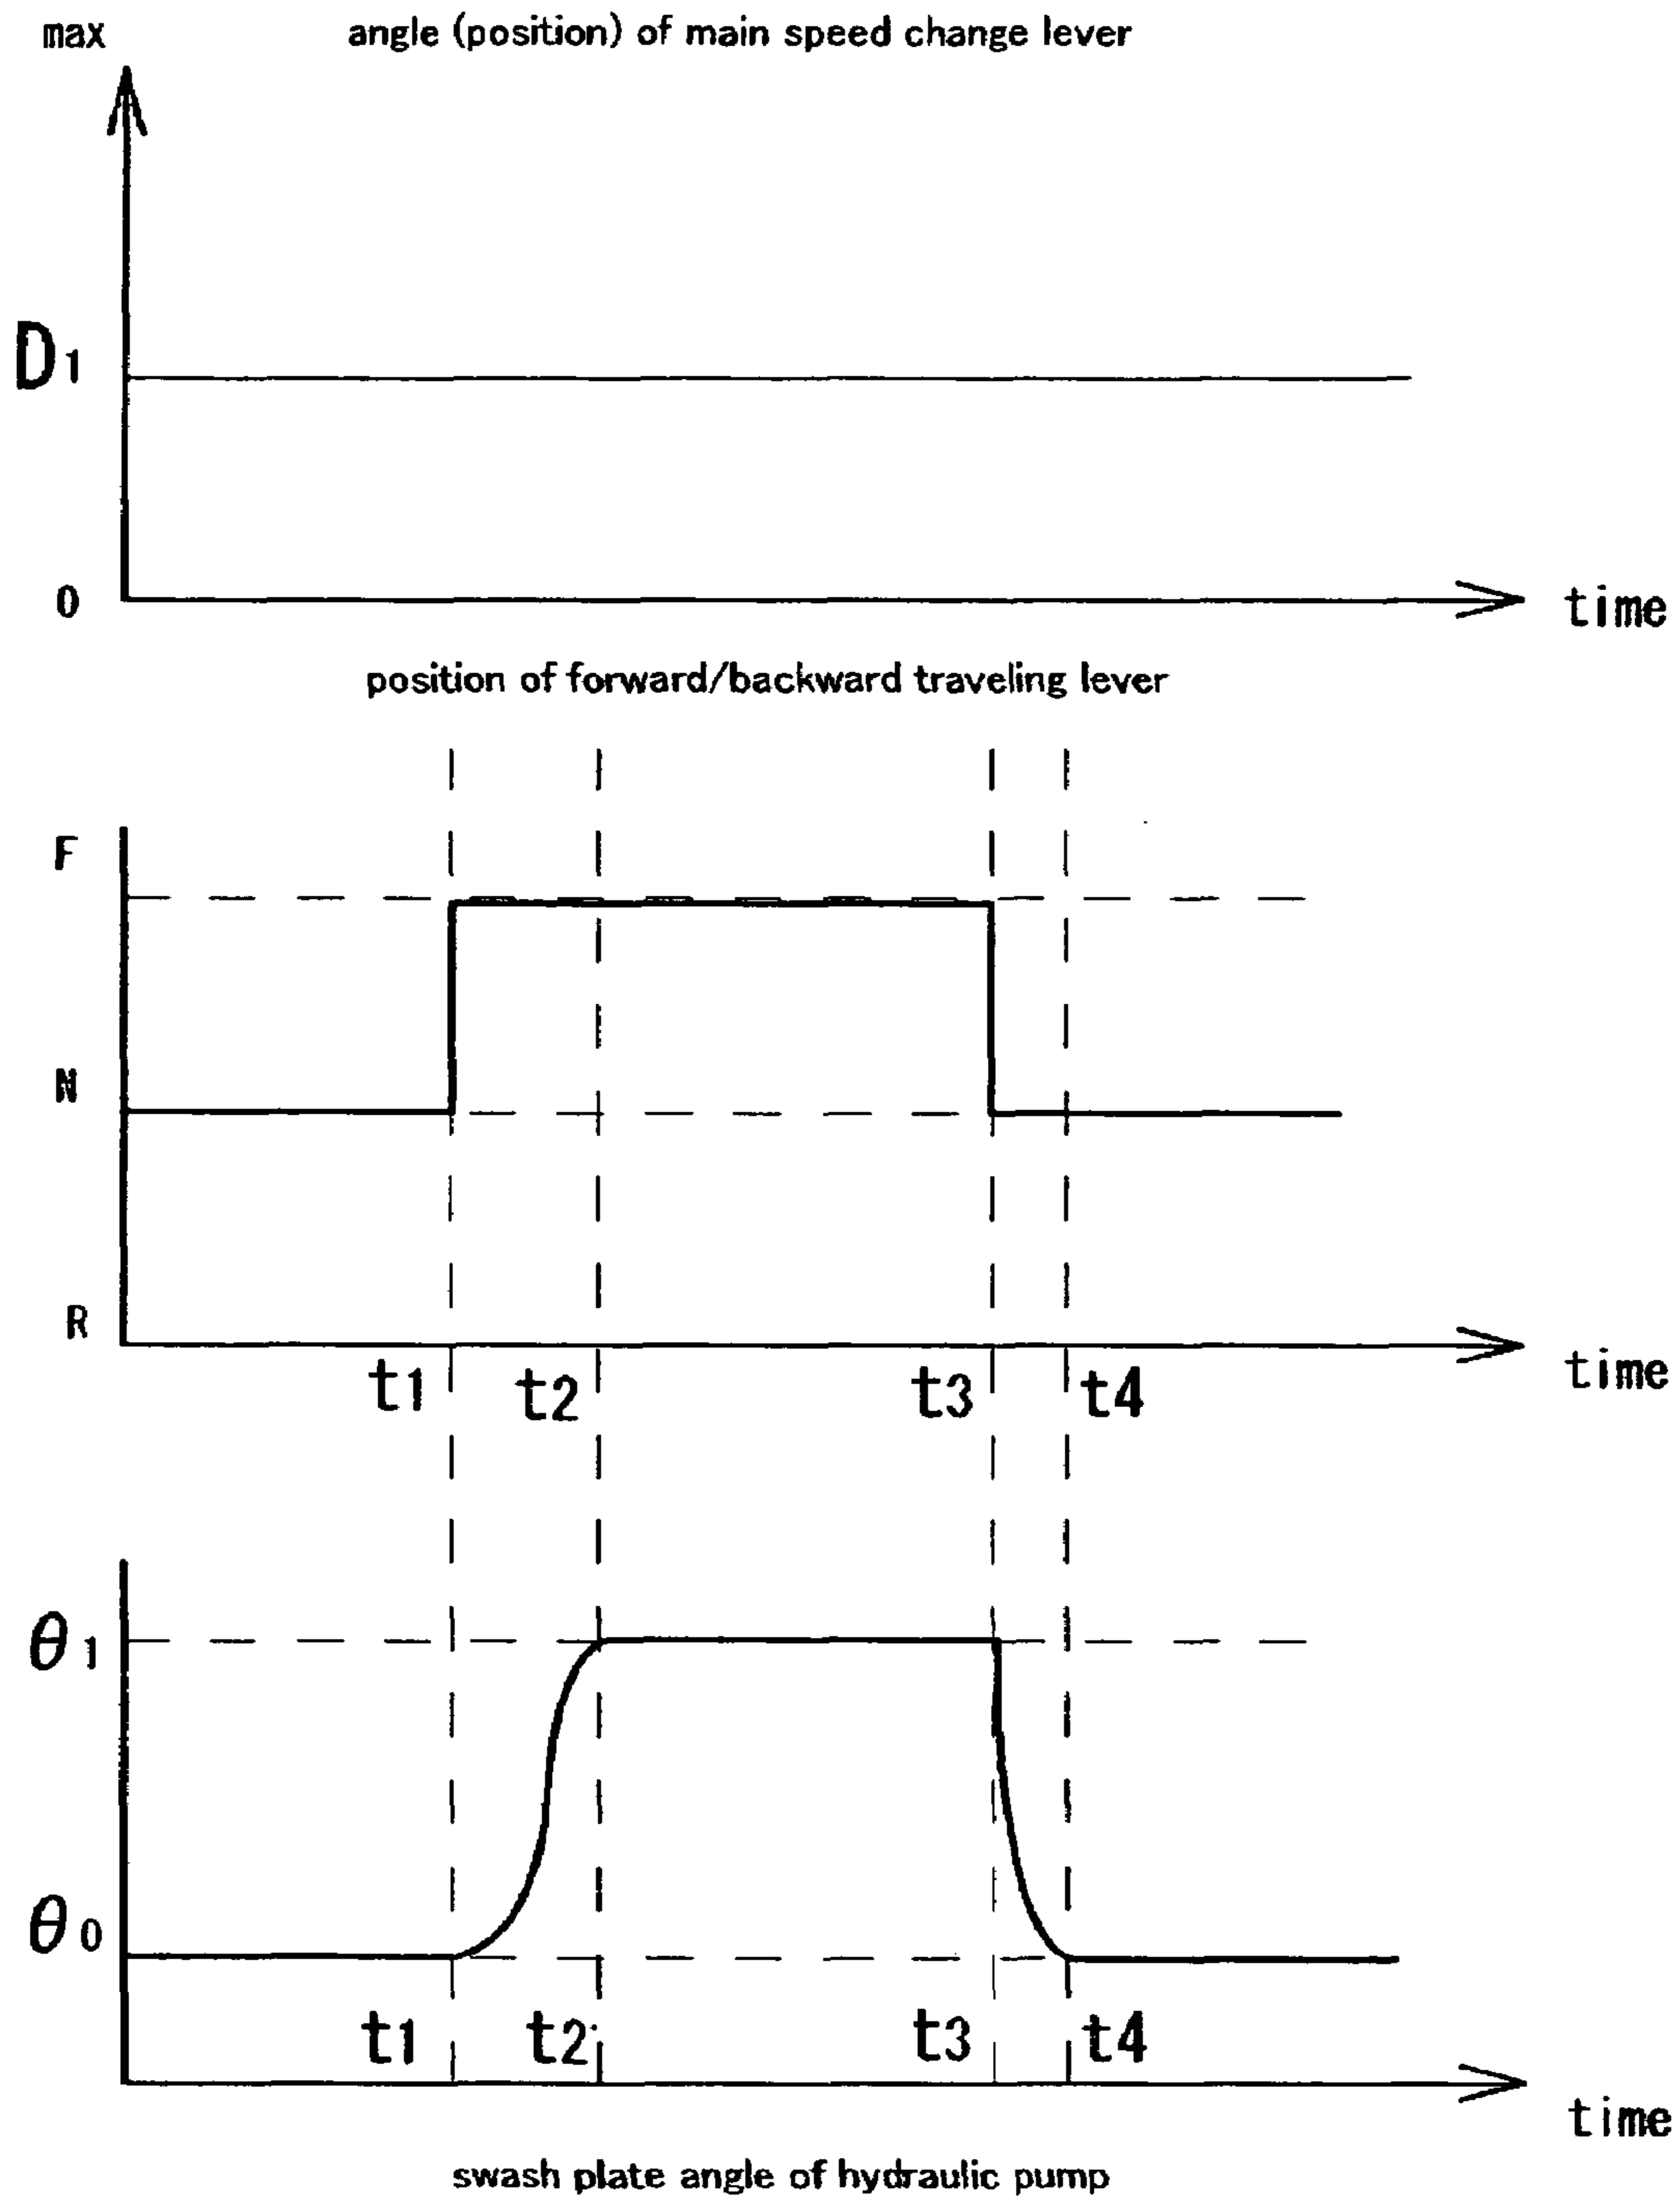 max
angle (position) of main speed change lever
D1
0
time
position of forward/backward traveling lever
F
N
R
time
t1 t2 t3 t4
θ1
θ0
t1 t2 t3 t4
time
swash plate angle of hydraulic pump